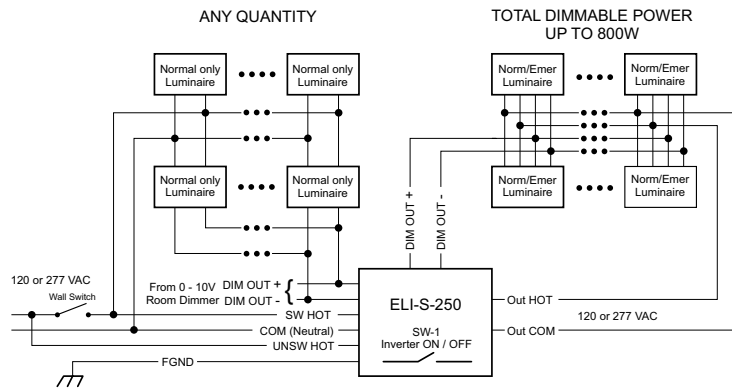 ANY QUANTITY
TOTAL DIMMABLE POWER
UP TO 800W
Normal only
Luminaire
Normal only
Luminaire
Norm/Emer
Luminaire
Norm/Emer
Luminaire
Normal only
Luminaire
Normal only
Luminaire
Norm/Emer
Luminaire
Norm/Emer
Luminaire
DIM OUT +
DIM OUT -
120 or 277 VAC
Wall Switch
From 0 - 10V
Room Dimmer
DIM OUT +
DIM OUT -
{
SW HOT
COM (Neutral)
UNSW HOT
FGND
ELI-S-250
SW-1
Inverter ON / OFF
Out HOT
120 or 277 VAC
Out COM